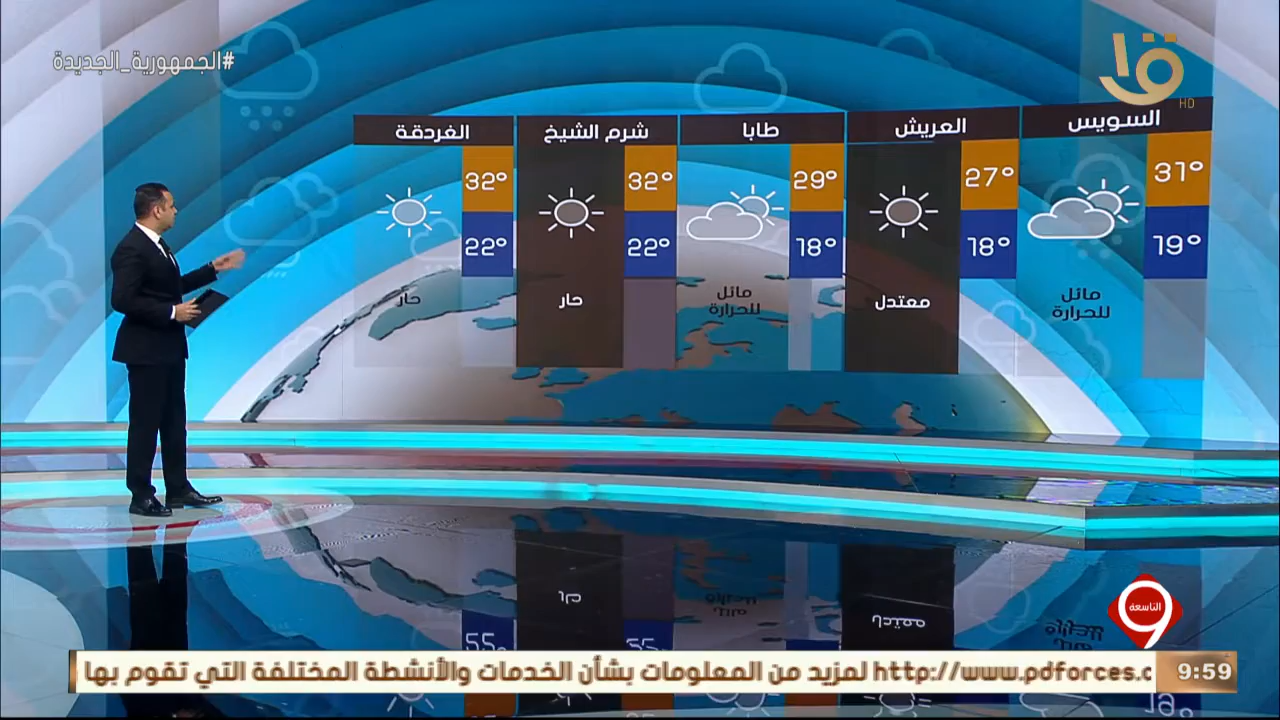 #الجمهورية_الجديدة
الأولى
HD
السويس
31°
19°
مائل
للحرارة
العريش
27°
18°
معتدل
طابا
29°
18°
مائل
للحرارة
شرم الشيخ
32°
22°
حار
الغردقة
32°
22°
حار
التاسعة
9
9:59
http://www.pdforces.c لمزيد من المعلومات بشأن الخدمات والأنشطة المختلفة التي تقوم بها